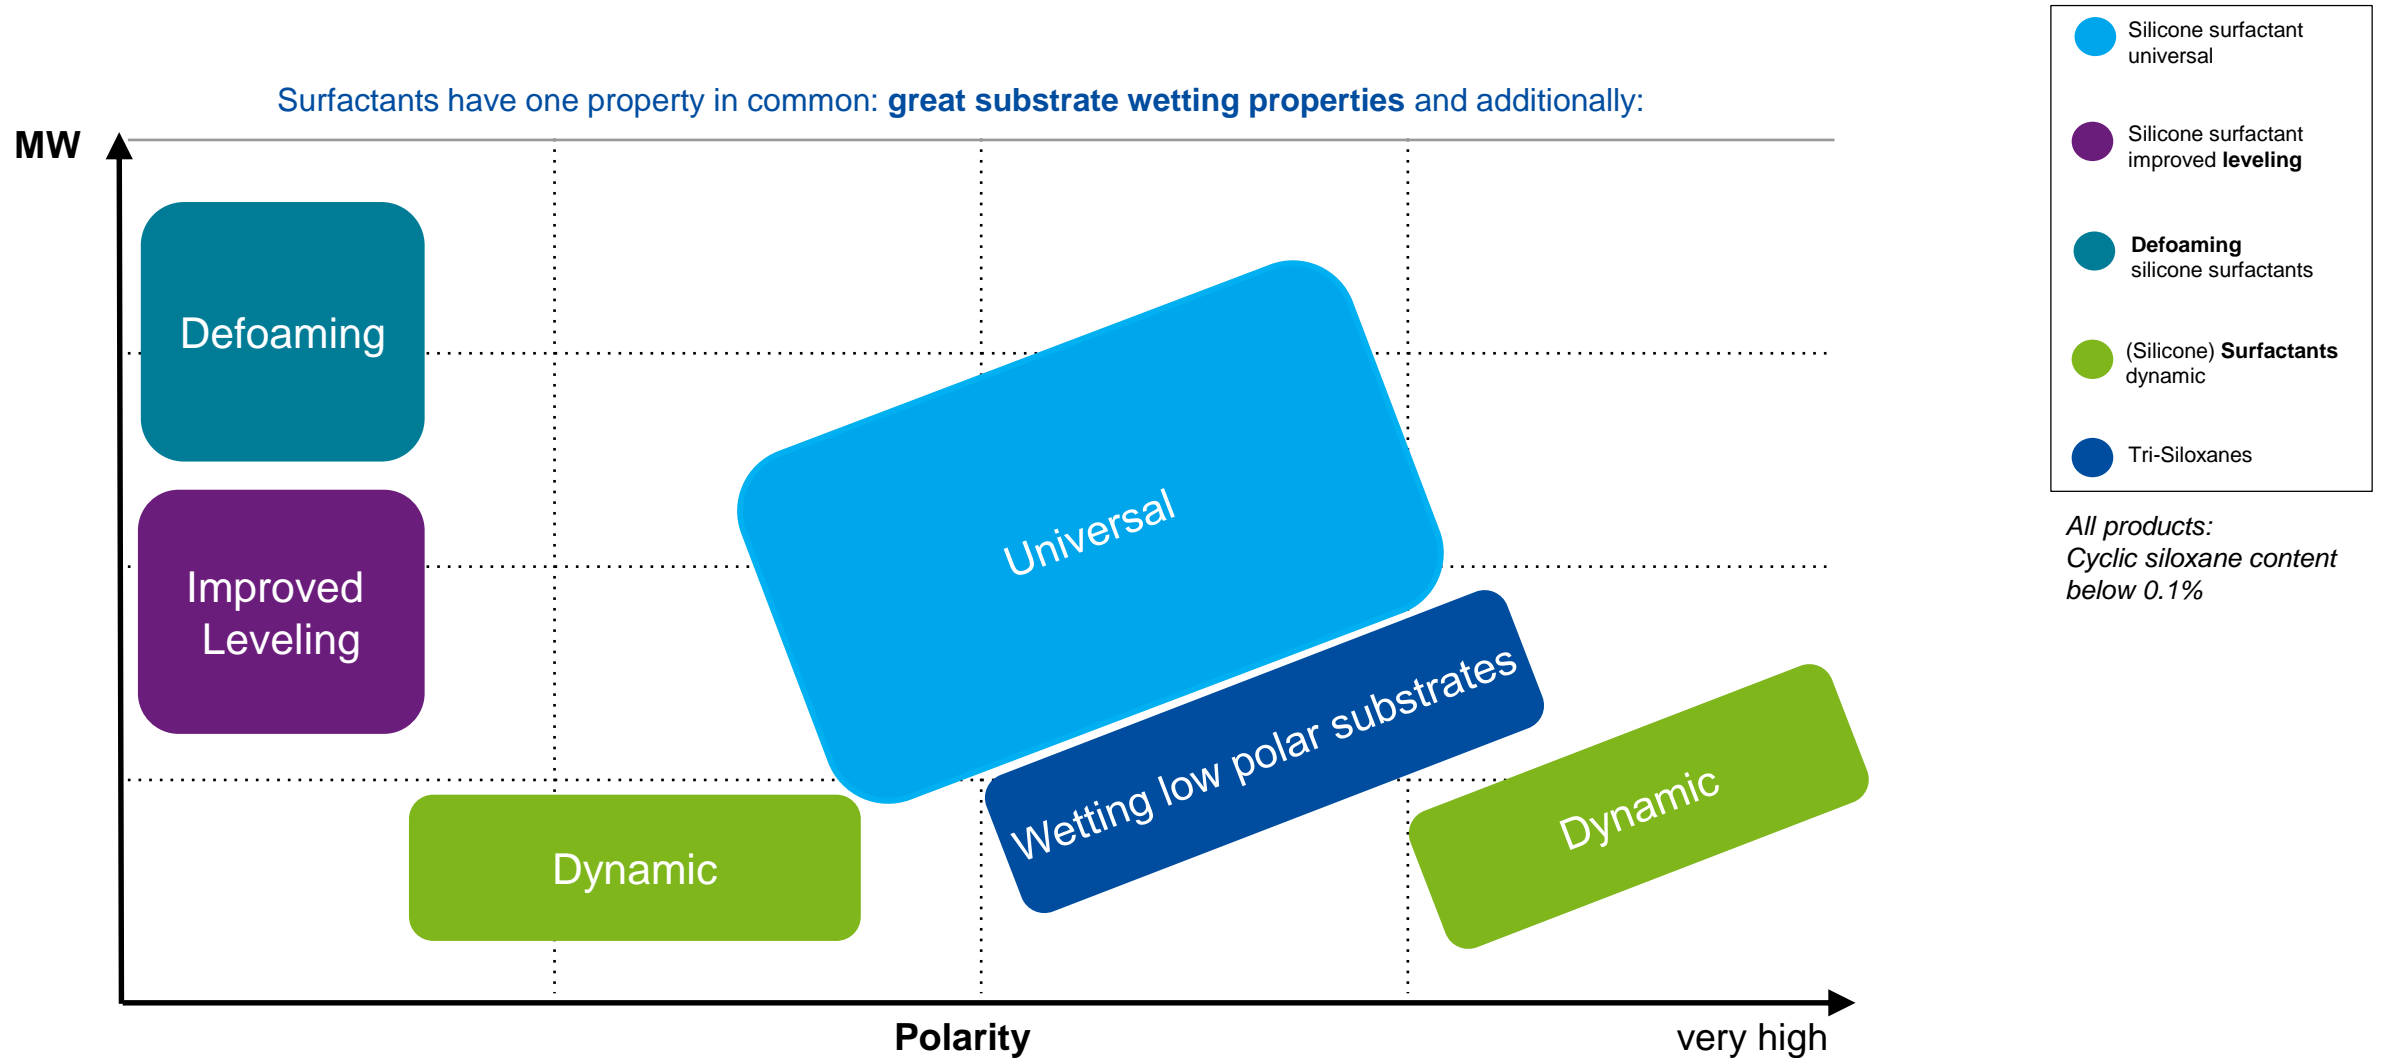 Surfactants have one property in common: great substrate wetting properties and additionally:
MW
Defoaming
Improved
Leveling
Universal
Wetting low polar substrates
Dynamic
Dynamic
Polarity
very high
Silicone surfactant
universal
Silicone surfactant
improved leveling
Defoaming
silicone surfactants
(Silicone) Surfactants
dynamic
Tri-Siloxanes
All products:
Cyclic siloxane content
below 0.1%